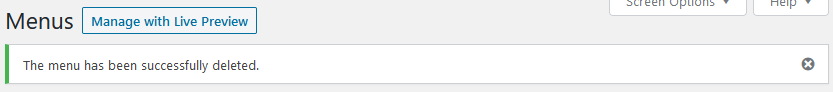 Screen Options Help
Menus Manage with Live Preview
The menu has been successfully deleted.